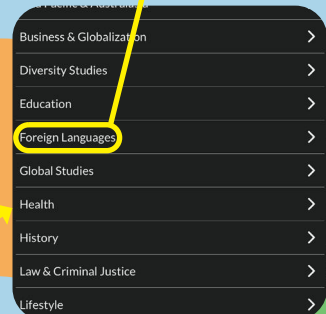 Business & Globalization
Diversity Studies
Education
Foreign Languages
Global Studies
Health
History
Law & Criminal Justice
Lifestyle